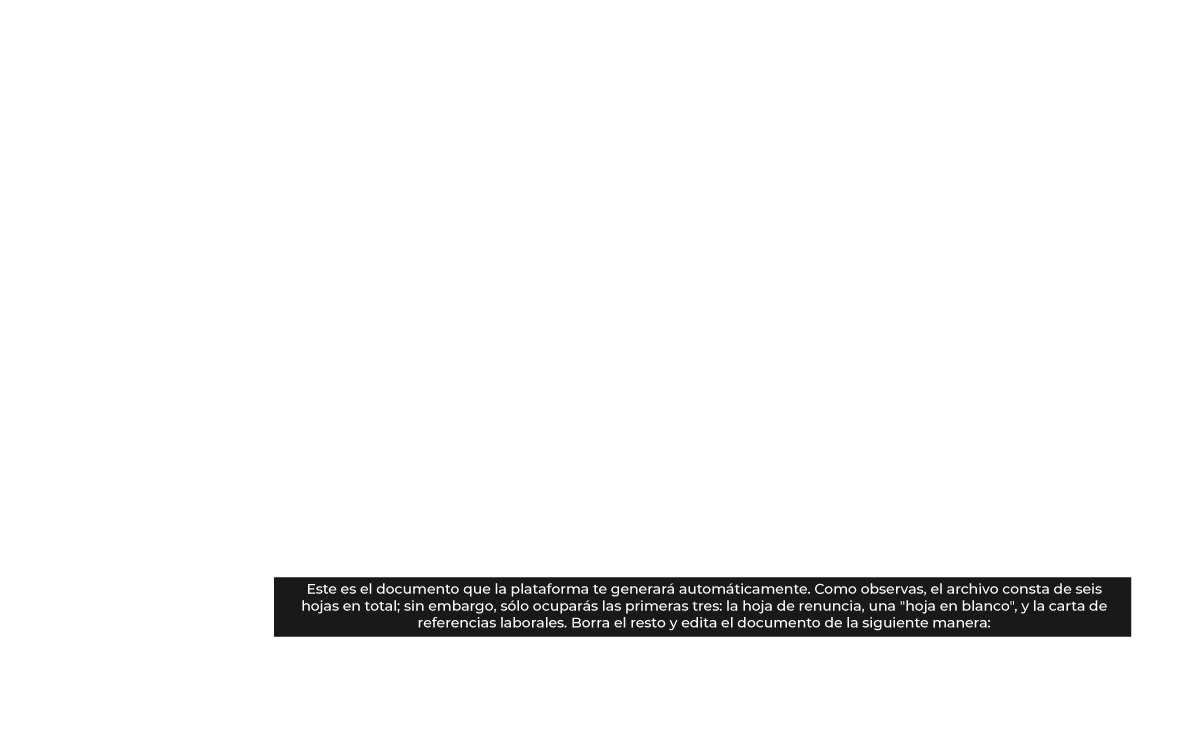 Este es el documento que la plataforma te generará automáticamente. Como observas, el archivo consta de seis
hojas en total; sin embargo, sólo ocuparás las primeras tres: la hoja de renuncia, una "hoja en blanco", y la carta de
referencias laborales. Borra el resto y edita el documento de la siguiente manera: